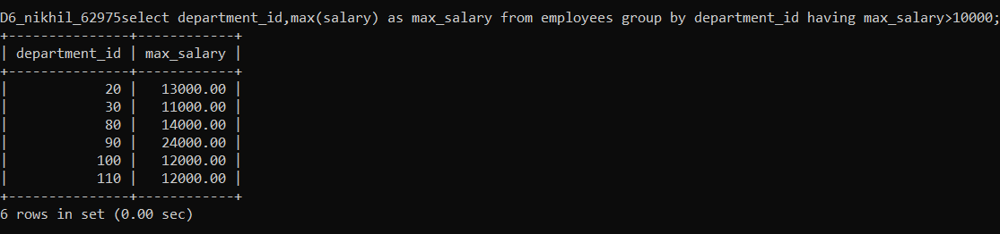 D6_nikhil_62975select department_id,max(salary) as max_salary from employees group by department_id having max_salary>10000;
+---------------+------------+
| department_id | max_salary |
+---------------+------------+
|            20 |   13000.00 |
|            30 |   11000.00 |
|            80 |   14000.00 |
|            90 |   24000.00 |
|           100 |   12000.00 |
|           110 |   12000.00 |
+---------------+------------+
6 rows in set (0.00 sec)